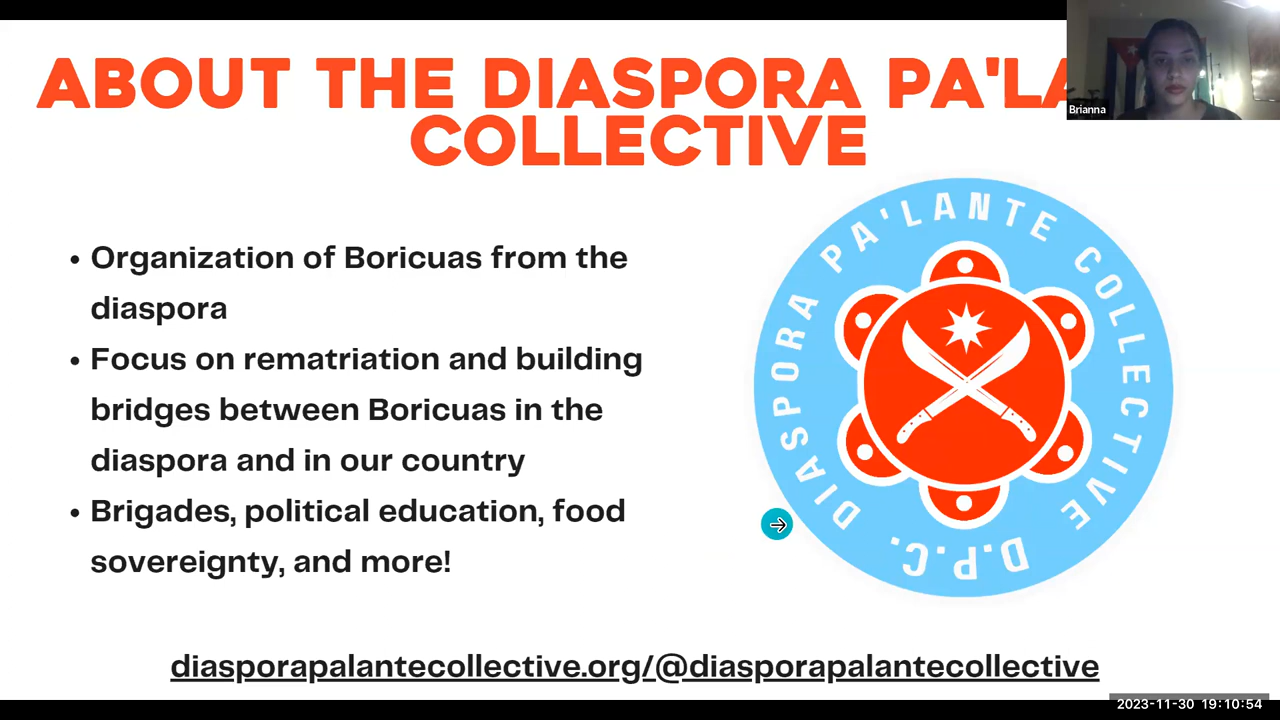 ABOUT THE DIASPORA PA'LA
COLLECTIVE
Brianna
• Organization of Boricuas from the
diaspora
• Focus on rematriation and building
bridges between Boricuas in the
diaspora and in our country
• Brigades, political education, food
sovereignty, and more!
DIASPORA PA'LANTE COLLECTIVE
D.P.C.
diasporapalantecollective.org/@diasporapalantecollective
2023-11-30 19:10:54